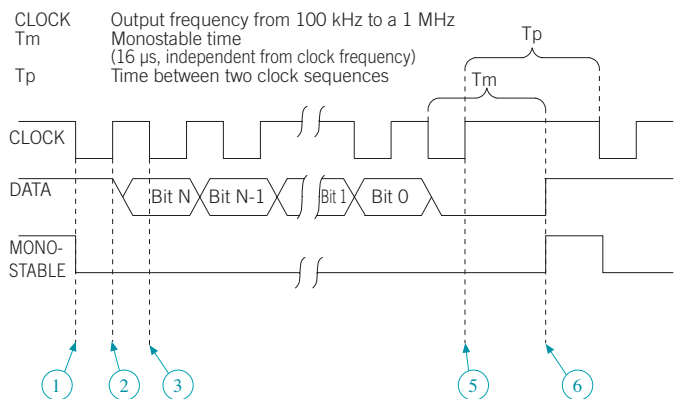 CLOCK Output frequency from 100 kHz to a 1 MHz
Tm Monostable time
(16 µs, independent from clock frequency)
Tp Time between two clock sequences
Tp
Tm
CLOCK
DATA
Bit N Bit N-1 Bit 1 Bit 0
MONO-
STABLE
1 2 3 5 6